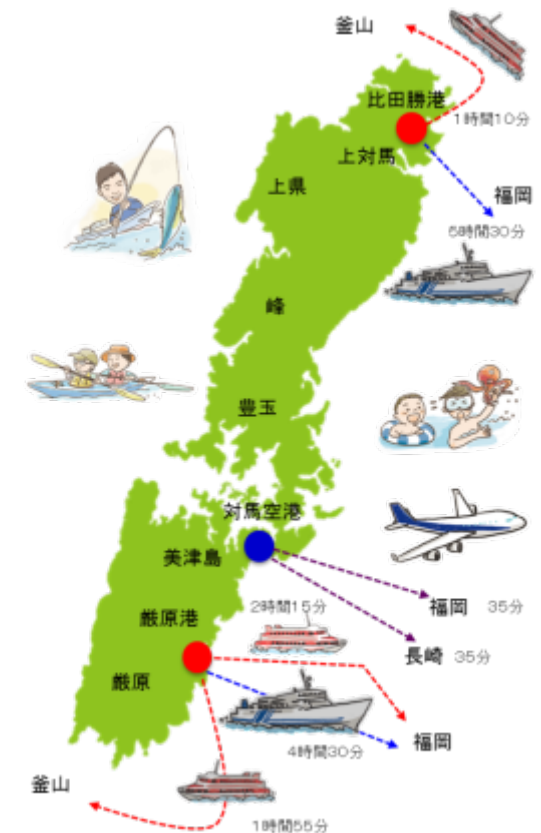 釜山
比田勝港
1時間10分
上対馬
上県
福岡
5時間30分
峰
豊玉
対馬空港
美津島
福岡 35分
2時間15分
厳原港
長崎 35分
厳原
福岡
4時間30分
釜山
1時間55分